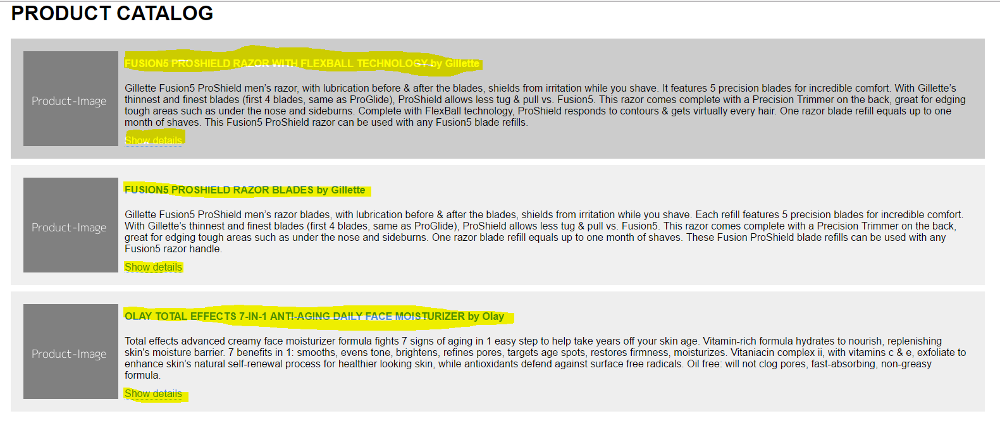 PRODUCT CATALOG
Product-Image
FUSION5 PROSHIELD RAZOR WITH FLEXBALL TECHNOLOGY by Gillette
Gillette Fusion5 ProShield men’s razor, with lubrication before & after the blades, shields from irritation while you shave. It features 5 precision blades for incredible comfort. With Gillette’s
thinnest and finest blades (first 4 blades, same as ProGlide), ProShield allows less tug & pull vs. Fusion5. This razor comes complete with a Precision Trimmer on the back, great for edging
tough areas such as under the nose and sideburns. Complete with FlexBall technology, ProShield responds to contours & gets virtually every hair. One razor blade refill equals up to one
month of shaves. This Fusion5 ProShield razor can be used with any Fusion5 blade refills.
Show details
Product-Image
FUSION5 PROSHIELD RAZOR BLADES by Gillette
Gillette Fusion5 ProShield men’s razor blades, with lubrication before & after the blades, shields from irritation while you shave. Each refill features 5 precision blades for incredible comfort.
With Gillette’s thinnest and finest blades (first 4 blades, same as ProGlide), ProShield allows less tug & pull vs. Fusion5. This razor comes complete with a Precision Trimmer on the back,
great for edging tough areas such as under the nose and sideburns. One razor blade refill equals up to one month of shaves. These Fusion ProShield blade refills can be used with any
Fusion5 razor handle.
Show details
Product-Image
OLAY TOTAL EFFECTS 7-IN-1 ANTI-AGING DAILY FACE MOISTURIZER by Olay
Total effects advanced creamy face moisturizer formula fights 7 signs of aging in 1 easy step to help take years off your skin age. Vitamin-rich formula hydrates to nourish, replenishing
skin's moisture barrier. 7 benefits in 1: smooths, evens tone, brightens, refines pores, targets age spots, restores firmness, moisturizes. Vitaniacin complex ii, with vitamins c & e, exfoliate to
enhance skin’s natural self-renewal process for healthier looking skin, while antioxidants defend against surface free radicals. Oil free: will not clog pores, fast-absorbing, non-greasy
formula.
Show details